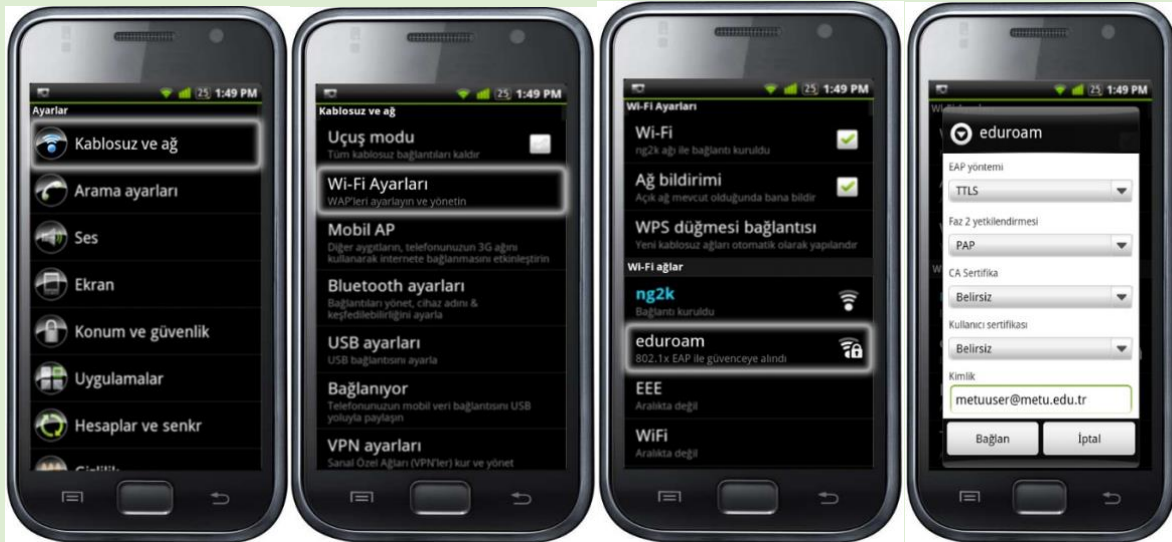 25 1:49 PM
Ayarlar
Kablosuz ve ağ
Arama ayarları
Ses
Ekran
Konum ve güvenlik
Uygulamalar
Hesaplar ve senkr
Gizlilik
25 1:49 PM
Kablosuz ve ağ
Uçuş modu
Tüm kablosuz bağlantıları kaldır
Wi-Fi Ayarları
WAP'leri ayarlayın ve yönetin
Mobil AP
Diğer aygıtların, telefonunuzun 3G ağını
kullanarak internete bağlanmasını etkinleştirin
Bluetooth ayarları
Bağlantıları yönet, cihaz adını &
keşfedilebilirliğini ayarla
USB ayarları
USB bağlantısını ayarla
Bağlanıyor
Telefonunuzun mobil veri bağlantısını USB
yoluyla paylaşın
VPN ayarları
Sanal Özel Ağları (VPN'ler) kur ve yönet
25 1:49 PM
Wi-Fi Ayarları
Wi-Fi
ng2k ağı ile bağlantı kuruldu
Ağ bildirimi
Açık ağ mevcut olduğunda bana bildir
WPS düğmesi bağlantısı
Yeni kablosuz ağları otomatik olarak yapılandır
Wi-Fi ağlar
ng2k
Bağlantı kuruldu
eduroam
802.1x EAP ile güvenceye alındı
EEE
Aralıkta değil
WiFi
Aralıkta değil
25 1:49 PM
eduroam
EAP yöntemi
TTLS
Faz 2 yetkilendirmesi
PAP
CA Sertifika
Belirsiz
Kullanıcı sertifikası
Belirsiz
Kimlik
metuuser@metu.edu.tr
Bağlan
İptal